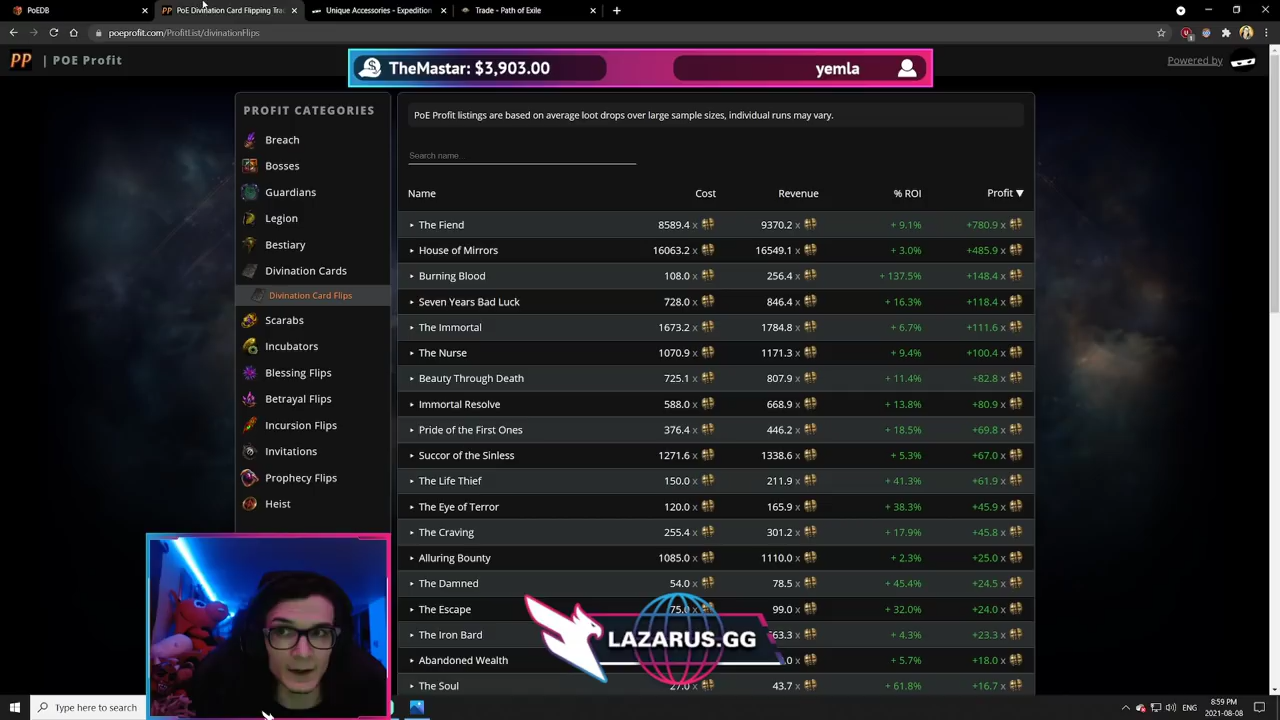 PoEDB
PoE Divination Card Flipping Tra
Unique Accessories - Expedition
Trade - Path of Exile
poeprofit.com/ProfitList/divinationFlips
PP | POE Profit
TheMastar: $3,903.00
yemla
Powered by
PROFIT CATEGORIES
Breach
Bosses
Guardians
Legion
Bestiary
Divination Cards
Divination Card Flips
Scarabs
Incubators
Blessing Flips
Betrayal Flips
Incursion Flips
Invitations
Prophecy Flips
Heist
PoE Profit listings are based on average loot drops over large sample sizes, individual runs may vary.
Search name...
Name Cost Revenue % ROI Profit ▼
The Fiend 8589.4 x 9370.2 x + 9.1% +780.9 x
House of Mirrors 16063.2 x 16549.1 x + 3.0% +485.9 x
Burning Blood 108.0 x 256.4 x + 137.5% +148.4 x
Seven Years Bad Luck 728.0 x 846.4 x + 16.3% +118.4 x
The Immortal 1673.2 x 1784.8 x + 6.7% +111.6 x
The Nurse 1070.9 x 1171.3 x + 9.4% +100.4 x
Beauty Through Death 725.1 x 807.9 x + 11.4% +82.8 x
Immortal Resolve 588.0 x 668.9 x + 13.8% +80.9 x
Pride of the First Ones 376.4 x 446.2 x + 18.5% +69.8 x
Succor of the Sinless 1271.6 x 1338.6 x + 5.3% +67.0 x
The Life Thief 150.0 x 211.9 x + 41.3% +61.9 x
The Eye of Terror 120.0 x 165.9 x + 38.3% +45.9 x
The Craving 255.4 x 301.2 x + 17.9% +45.8 x
Alluring Bounty 1085.0 x 1110.0 x + 2.3% +25.0 x
The Damned 54.0 x 78.5 x + 45.4% +24.5 x
The Escape 75.0 x 99.0 x + 32.0% +24.0 x
The Iron Bard 563.3 x + 4.3% +23.3 x
LAZARUS.GG
Abandoned Wealth + 5.7% +18.0 x
The Soul 27.0 x 43.7 x + 61.8% +16.7 x
Type here to search
ENG
8:59 PM
2021-08-08